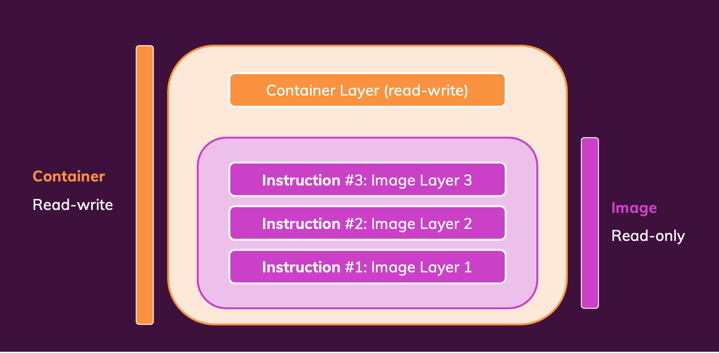 Container Layer (read-write)
Instruction #3: Image Layer 3
Instruction #2: Image Layer 2
Instruction #1: Image Layer 1
Container
Read-write
Image
Read-only